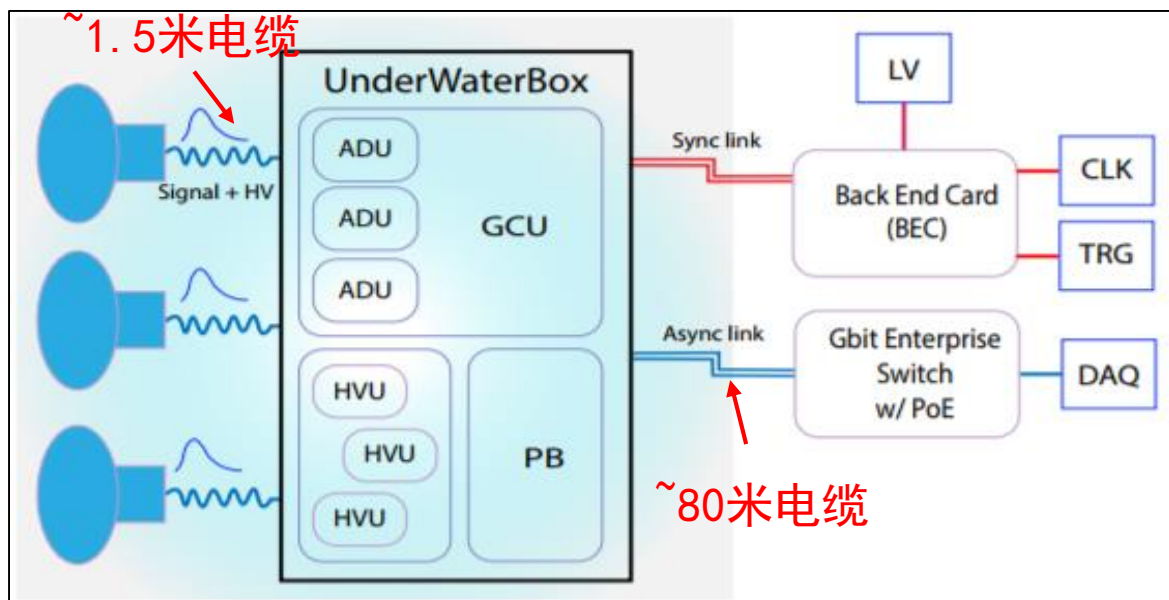 ~1.5米电缆
UnderWaterBox
LV
ADU
Sync link
CLK
Signal + HV
ADU
GCU
Back End Card
(BEC)
TRG
ADU
Async link
Gbit Enterprise
Switch
w/ PoE
DAQ
HVU
HVU
PB
HVU
~80米电缆